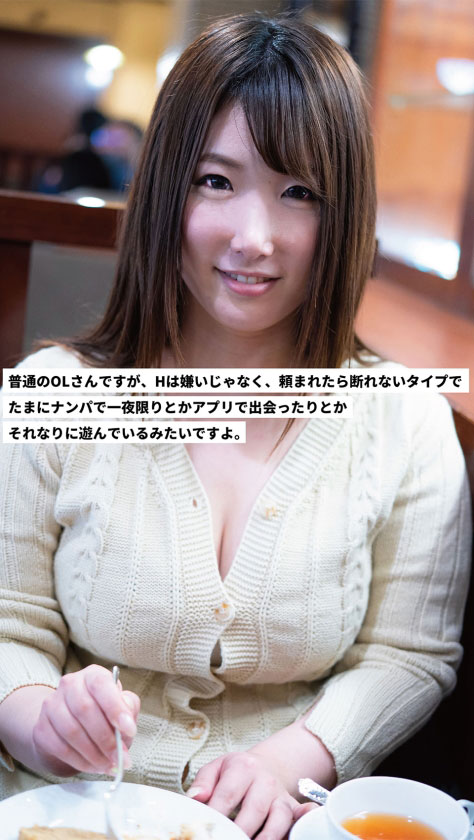 普通のOLさんですが、Hは嫌いじゃなく、頼まれたら断れないタイプで
たまにナンパで一夜限りとかアプリで出会ったりとか
それなりに遊んでいるみたいですよ。